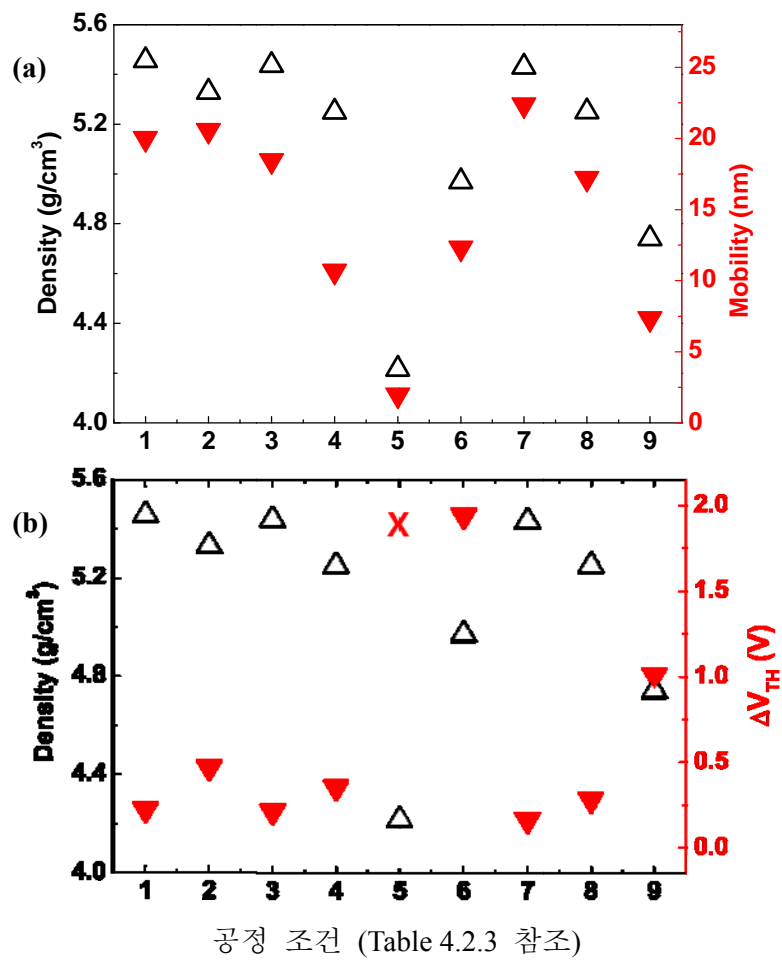 (a)
Density (g/cm³)
5.6
5.2
4.8
4.4
4.0
1 2 3 4 5 6 7 8 9
25
20
15
10
5
0
Mobility (nm)
(b)
Density (g/cm³)
5.6
5.2
4.8
4.4
4.0
X
1 2 3 4 5 6 7 8 9
2.0
1.5
1.0
0.5
0.0
ΔV_TH (V)
공정 조건 (Table 4.2.3 참조)